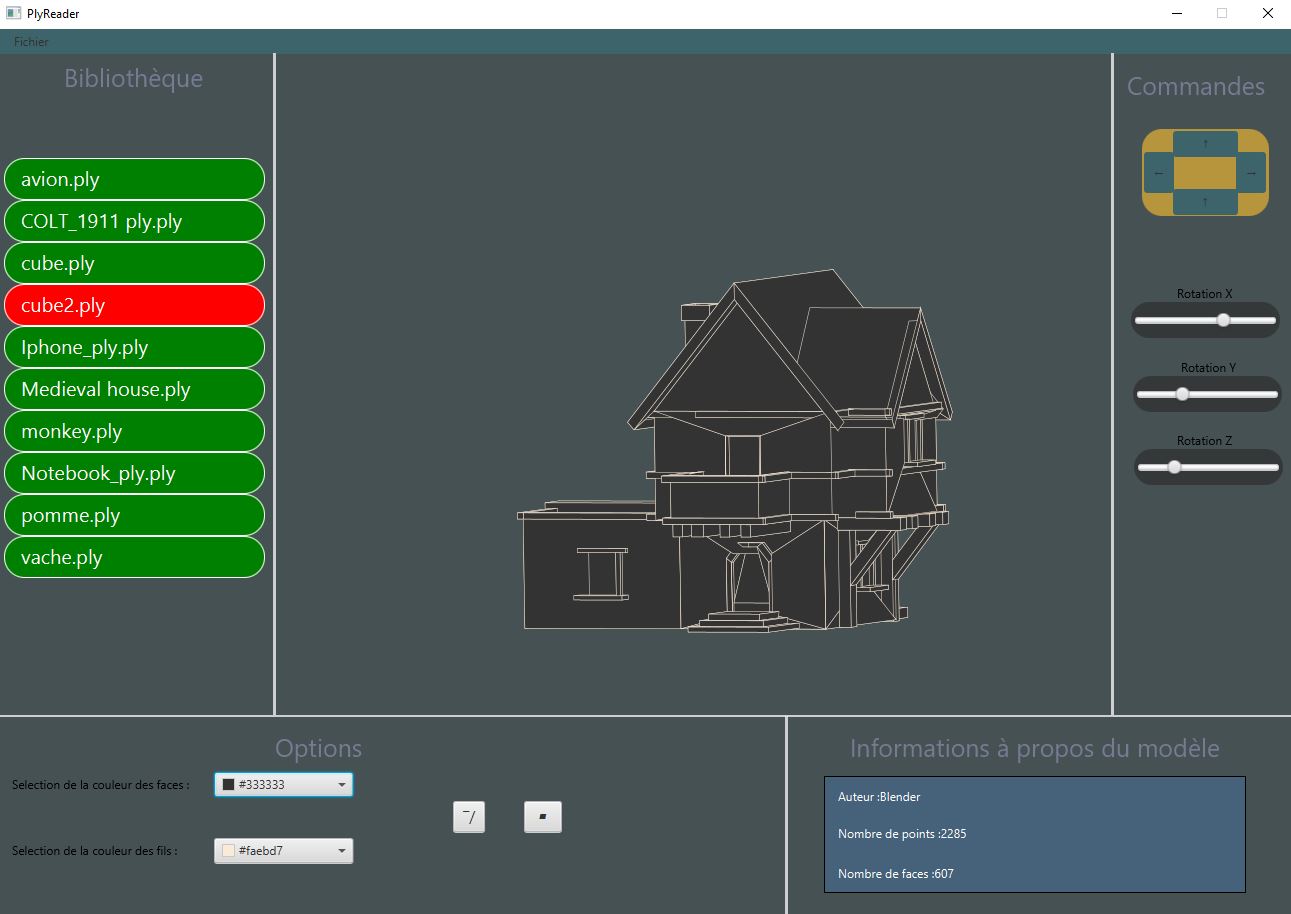 PlyReader
Fichier
Bibliothèque
avion.ply
COLT_1911 ply.ply
cube.ply
cube2.ply
Iphone_ply.ply
Medieval house.ply
monkey.ply
Notebook_ply.ply
pomme.ply
vache.ply
Commandes
↑
← →
↑
Rotation X
Rotation Y
Rotation Z
Options
Selection de la couleur des faces : #333333
Selection de la couleur des fils : #faebd7
Informations à propos du modèle
Auteur :Blender
Nombre de points :2285
Nombre de faces :607